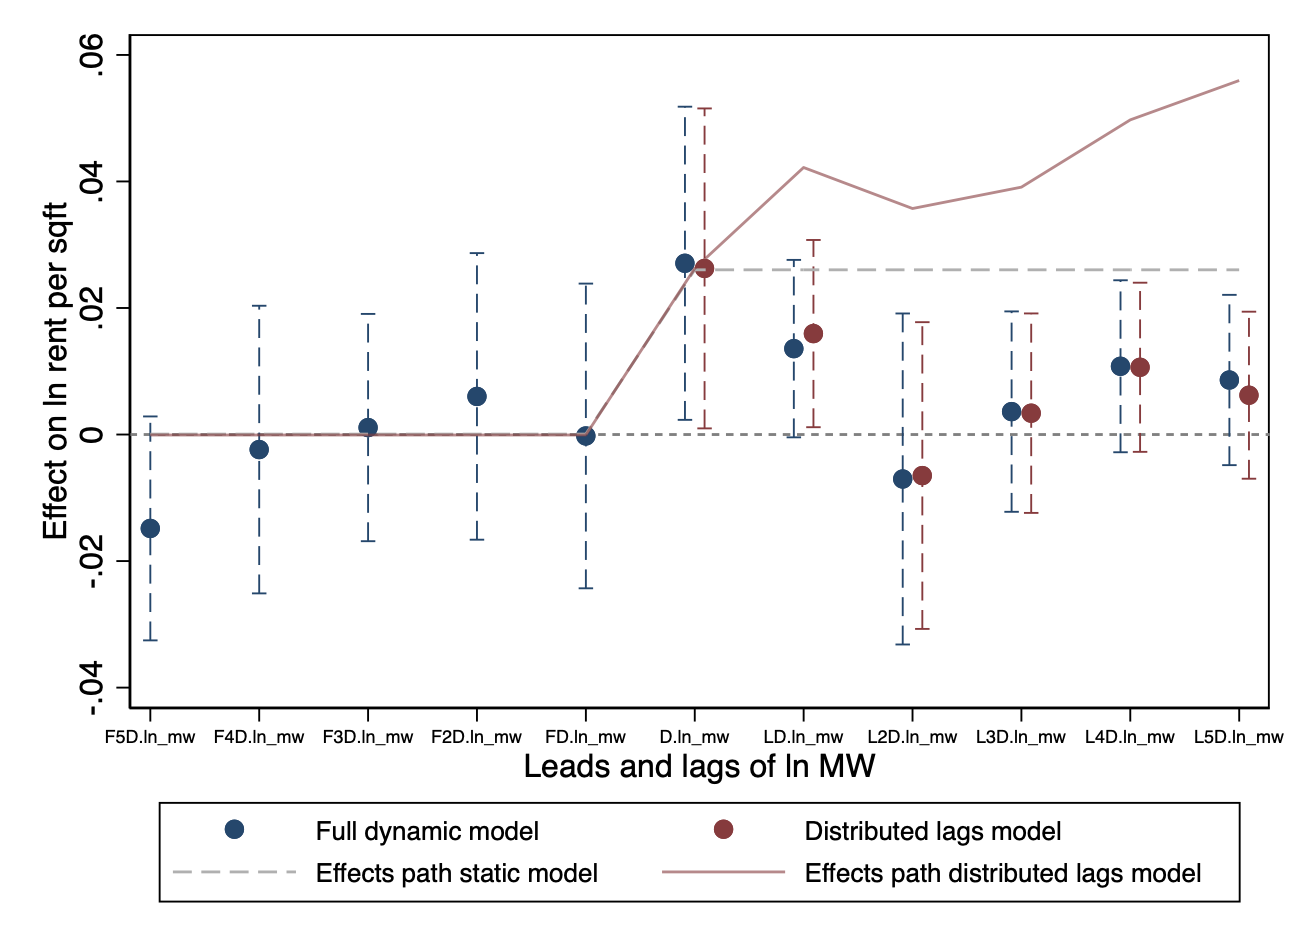 .06
.04
.02
0
-.02
-.04
Effect on ln rent per sqft
F5D.ln_mw F4D.ln_mw F3D.ln_mw F2D.ln_mw FD.ln_mw D.ln_mw LD.ln_mw L2D.ln_mw L3D.ln_mw L4D.ln_mw L5D.ln_mw
Leads and lags of ln MW
Full dynamic model Distributed lags model
Effects path static model Effects path distributed lags model